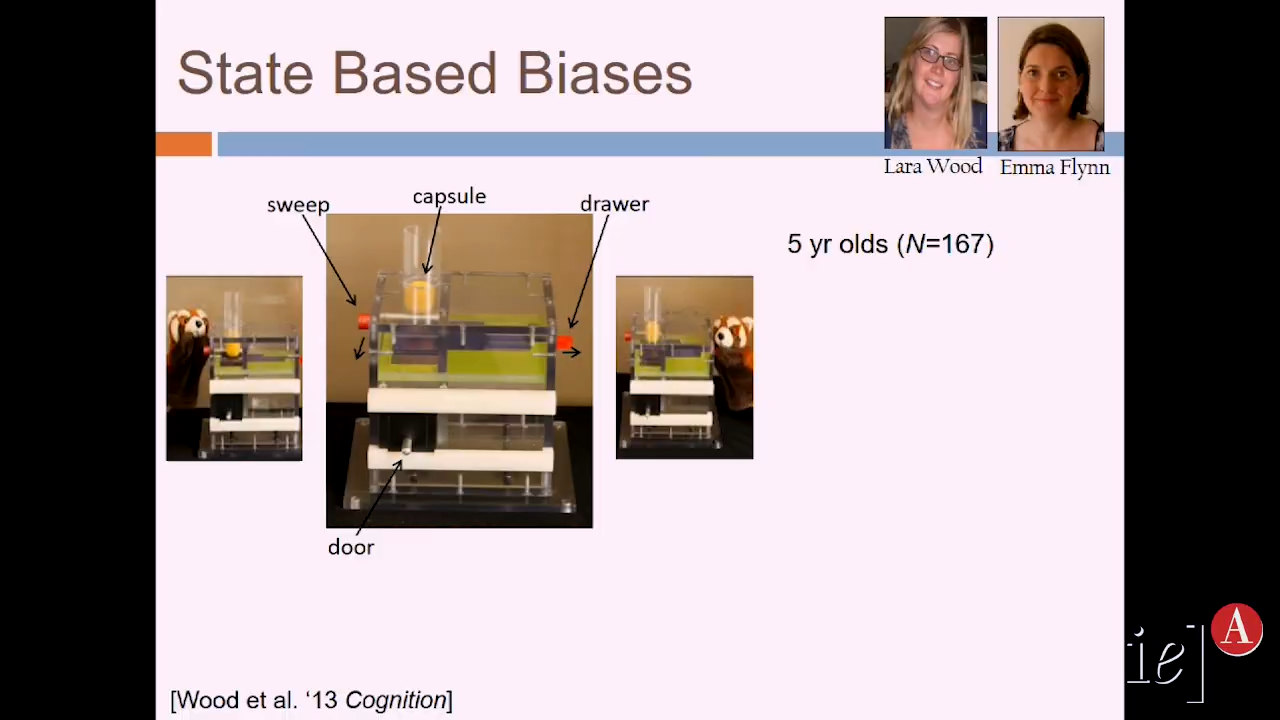 State Based Biases
Lara Wood
Emma Flynn
sweep
capsule
drawer
5 yr olds (N=167)
door
[Wood et al. ‘13 Cognition]
ie]
A